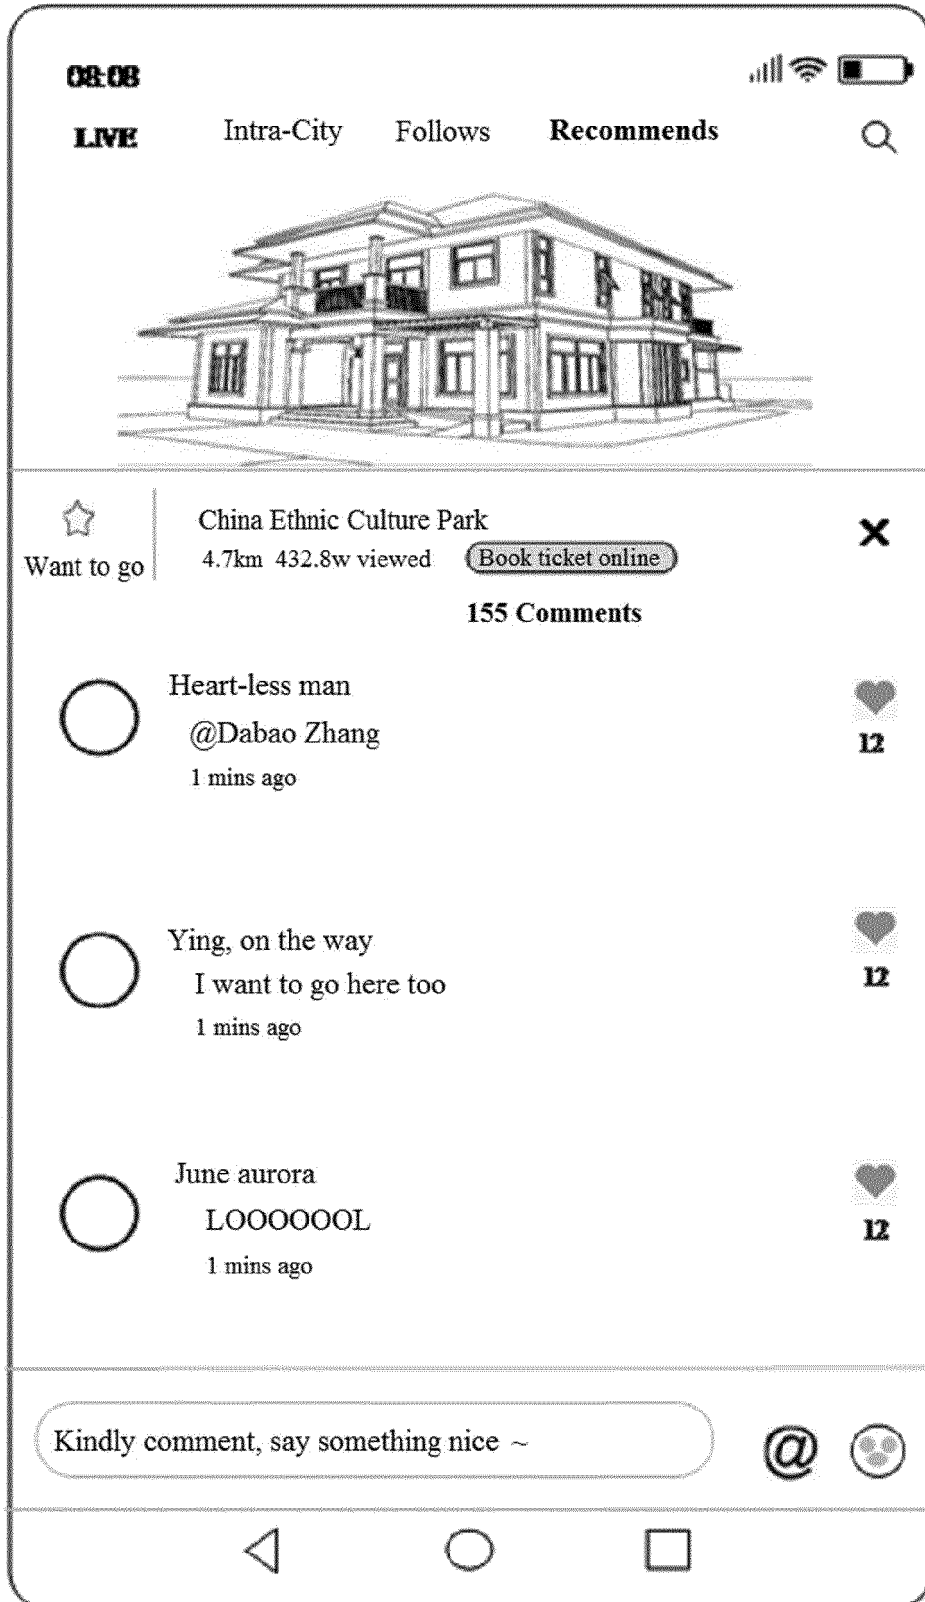 08:08
LIVE Intra-City Follows Recommends
China Ethnic Culture Park
Want to go 4.7km 432.8w viewed Book ticket online
155 Comments
Heart-less man
@Dabao Zhang
12
1 mins ago
Ying, on the way
I want to go here too
12
1 mins ago
June aurora
LOOOOOOL
12
1 mins ago
Kindly comment, say something nice ~
@